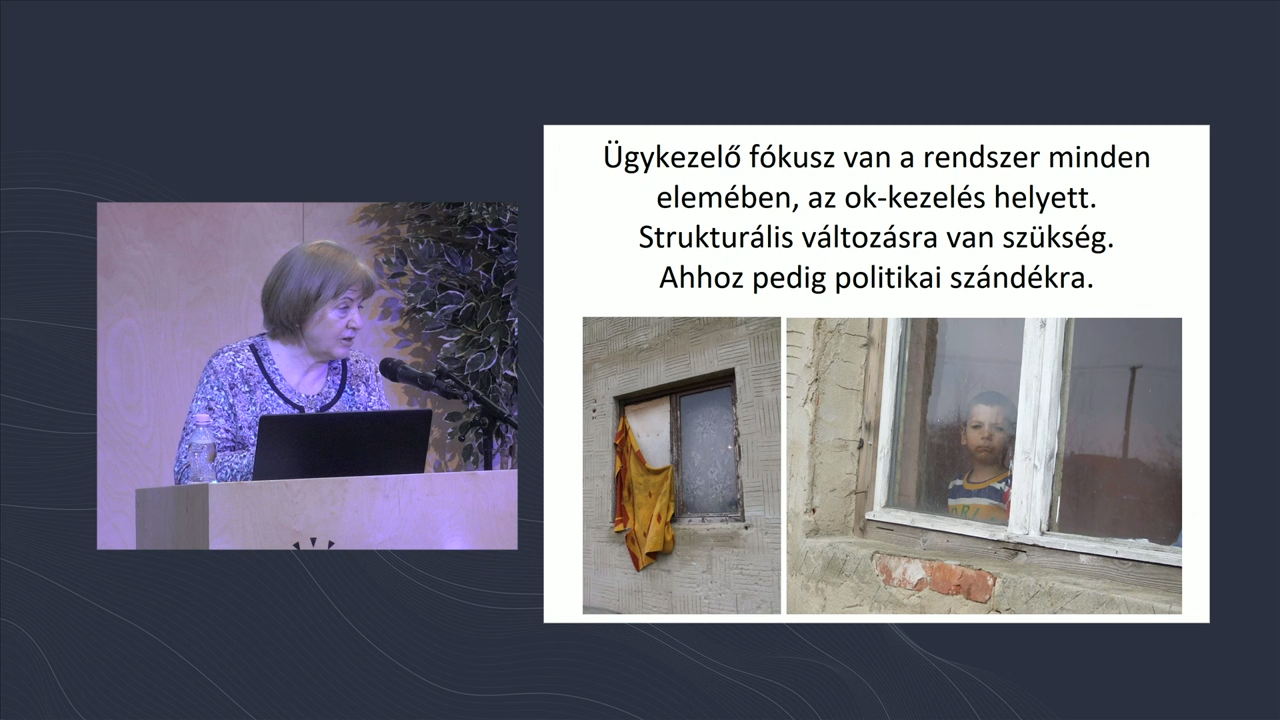 Ügykezelő fókusz van a rendszer minden
elemében, az ok-kezelés helyett.
Strukturális változásra van szükség.
Ahhoz pedig politikai szándékra.